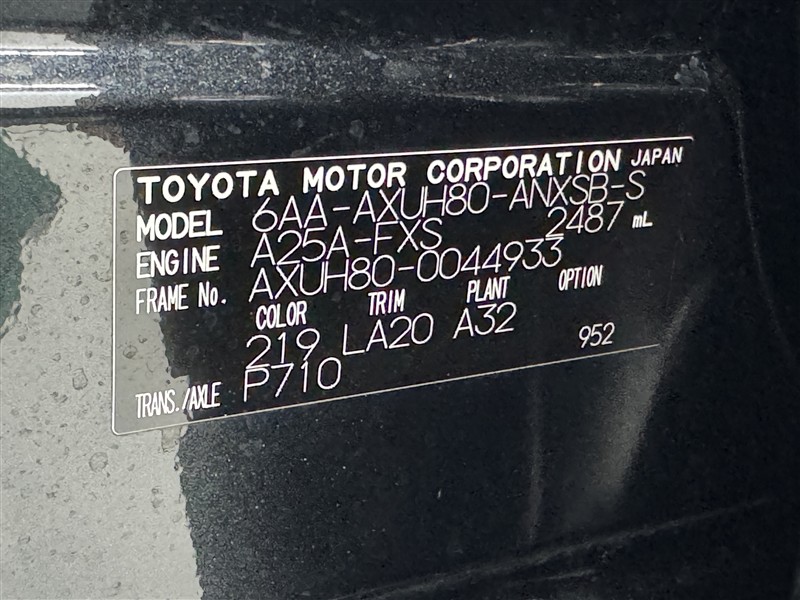 TOYOTA MOTOR CORPORATION JAPAN
MODEL 6AA-AXUH80-ANXSB-S
ENGINE A25A-FXS 2487 mL
FRAME No. AXUH80-0044933
COLOR TRIM PLANT OPTION
219 LA20 A32 952
TRANS./AXLE P710